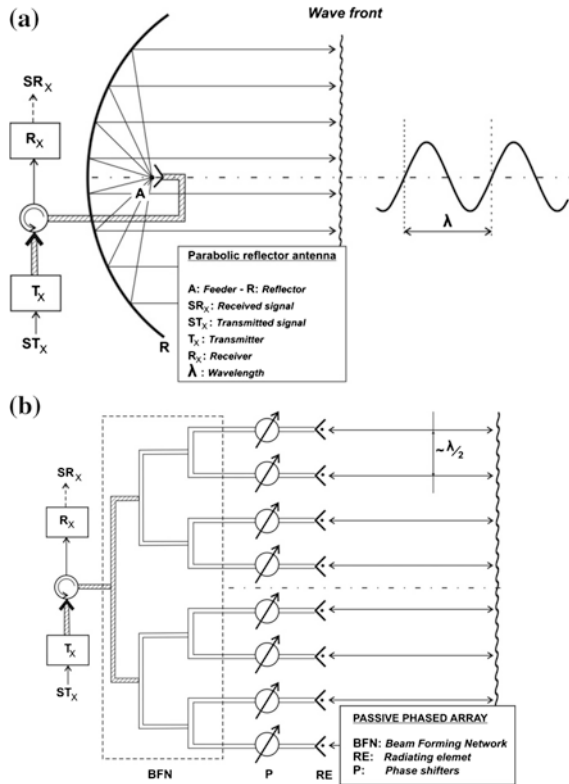 (a)
Wave front
SRX
RX
A
λ
TX
STX
R
Parabolic reflector antenna
A: Feeder - R: Reflector
SRX: Received signal
STX: Transmitted signal
TX: Transmitter
RX: Receiver
λ : Wavelength
(b)
~λ/2
SRX
RX
TX
STX
BFN
P
RE
PASSIVE PHASED ARRAY
BFN: Beam Forming Network
RE: Radiating elemet
P: Phase shifters